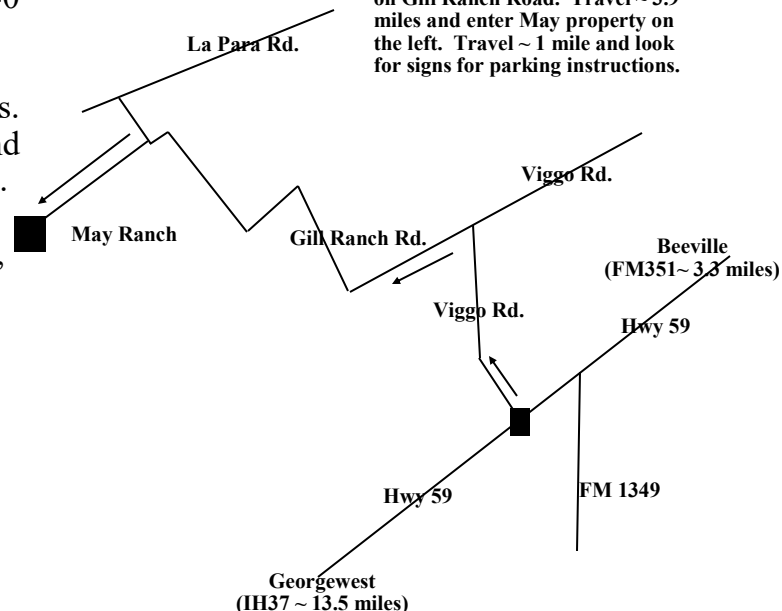 on Gill Ranch Road. Travel ~ 3.9
miles and enter May property on
the left. Travel ~ 1 mile and look
for signs for parking instructions.
La Para Rd.
s.
nd
.
Viggo Rd.
May Ranch
Gill Ranch Rd.
,
Beeville
(FM351~ 3.3 miles)
Viggo Rd.
Hwy 59
Hwy 59
FM 1349
Georgewest
(IH37 ~ 13.5 miles)